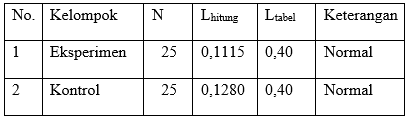 No. Kelompok N Lhitung Ltabel Keterangan
1 Eksperimen 25 0,1115 0,40 Normal
2 Kontrol 25 0,1280 0,40 Normal